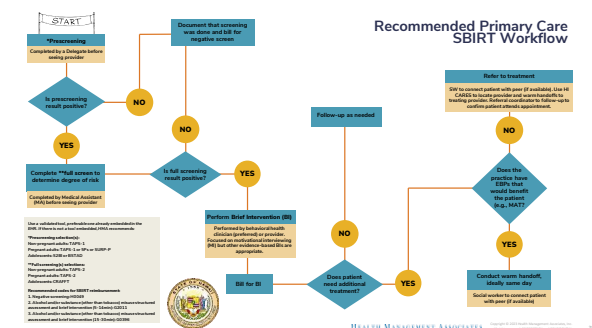 START
Recommended Primary Care
SBIRT Workflow
*Prescreening
Completed by a Delegate before
seeing provider
Document that screening
was done and bill for
negative screen
Is prescreening
result positive?
NO
YES
Complete **full screen to
determine degree of risk
Completed by Medical Assistant
(MA) before seeing provider
NO
Is full screening
result positive?
YES
Perform Brief Intervention (BI)
Performed by behavioral health
clinician (preferred) or provider.
Focused on motivational interviewing
(MI) but other evidence-based BIs are
appropriate.
Bill for BI
Follow-up as needed
NO
Does patient
need additional
treatment?
YES
Refer to treatment
SW to connect patient with peer (if available). Use HI
CARES to locate provider and warm handoffs to
treating provider. Referral coordinator to follow-up to
confirm patient attends appointment.
NO
Does the
practice have
EBPs that
would benefit
the patient
(e.g., MAT?
YES
Conduct warm handoff,
ideally same day
Social worker to connect patient
with peer (if available)
Use a validated tool, preferable already embedded in the
EMR. If there is not a tool embedded, HMA recommends:
*Prescreening selection(s):
Non-pregnant adults: TAPS-1
Pregnant adults: TAPS-1 or 5Ps or SURP-P
Adolescents: S2BI or BSTAD
**Full screening(s) selections:
Non-pregnant adults: TAPS-2
Pregnant adults: TAPS-2
Adolescents: CRAFFT
Recommended codes for SBIRT reimbursement:
1. Negative screening: H0049
2. Alcohol and/or substance (other than tobacco) misuse structured
assessment and brief intervention (5-14 mins): G2011
3. Alcohol and/or substance (other than tobacco) misuse structured
assessment and brief intervention (15-30 min): G0396
HEALTH MANAGEMENT ASSOCIATES